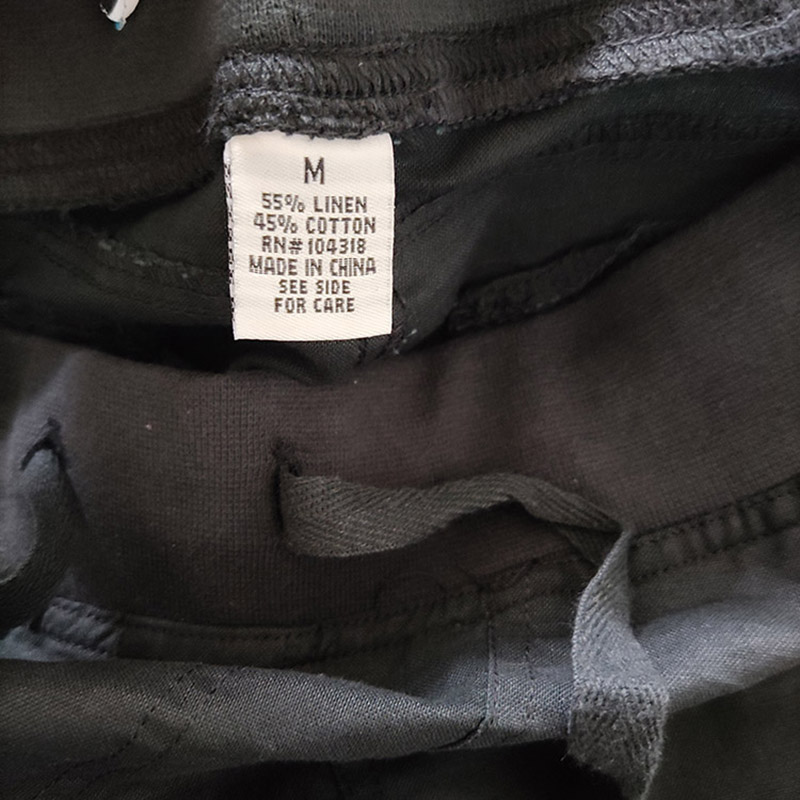 M
55% LINEN
45% COTTON
RN#104318
MADE IN CHINA
SEE SIDE
FOR CARE